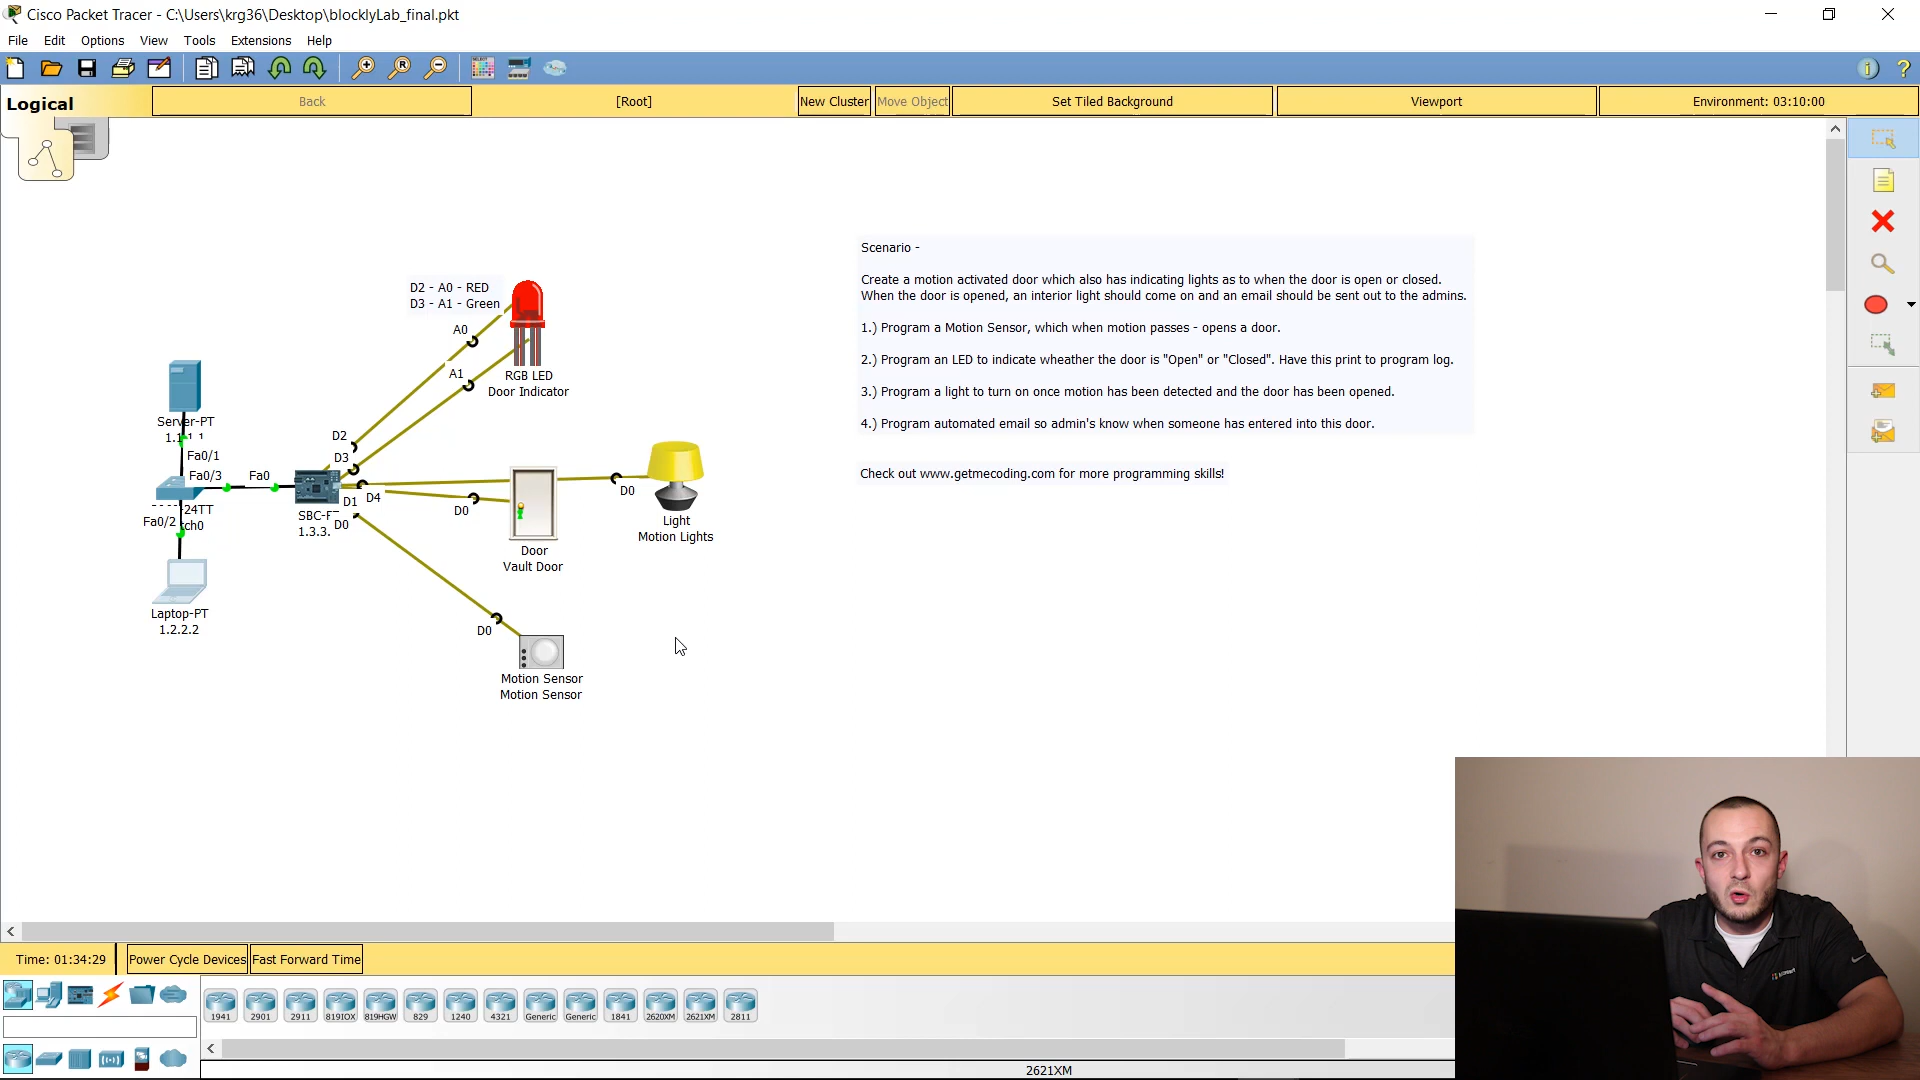 Cisco Packet Tracer - C:\Users\krg36\Desktop\blocklyLab_final.pkt
File Edit Options View Tools Extensions Help
Logical
Back
[Root]
New Cluster
Move Object
Set Tiled Background
Viewport
Environment: 03:10:00
Scenario -
Create a motion activated door which also has indicating lights as to when the door is open or closed.
When the door is opened, an interior light should come on and an email should be sent out to the admins.
1.) Program a Motion Sensor, which when motion passes - opens a door.
2.) Program an LED to indicate wheather the door is "Open" or "Closed". Have this print to program log.
3.) Program a light to turn on once motion has been detected and the door has been opened.
4.) Program automated email so admin's know when someone has entered into this door.
Check out www.getmecoding.com for more programming skills!
D2 - A0 - RED
D3 - A1 - Green
A0
A1
RGB LED
Door Indicator
Server-PT
Fa0/1
Fa0/3
Fa0
24TT
Fa0/2
tch0
Laptop-PT
1.2.2.2
D2
D3
D1
D4
D0
1.3.3.
D0
Door
Vault Door
D0
Light
Motion Lights
D0
Motion Sensor
Motion Sensor
Time: 01:34:29
Power Cycle Devices
Fast Forward Time
1941
2901
2911
819IOX
819HGW
829
1240
4321
Generic
Generic
1841
2620XM
2621XM
2811
2621XM